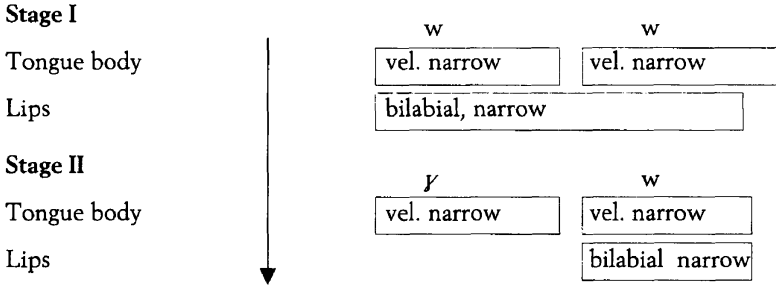 Stage I
w w
Tongue body vel. narrow vel. narrow
Lips bilabial, narrow
Stage II
ɣ w
Tongue body vel. narrow vel. narrow
Lips bilabial narrow